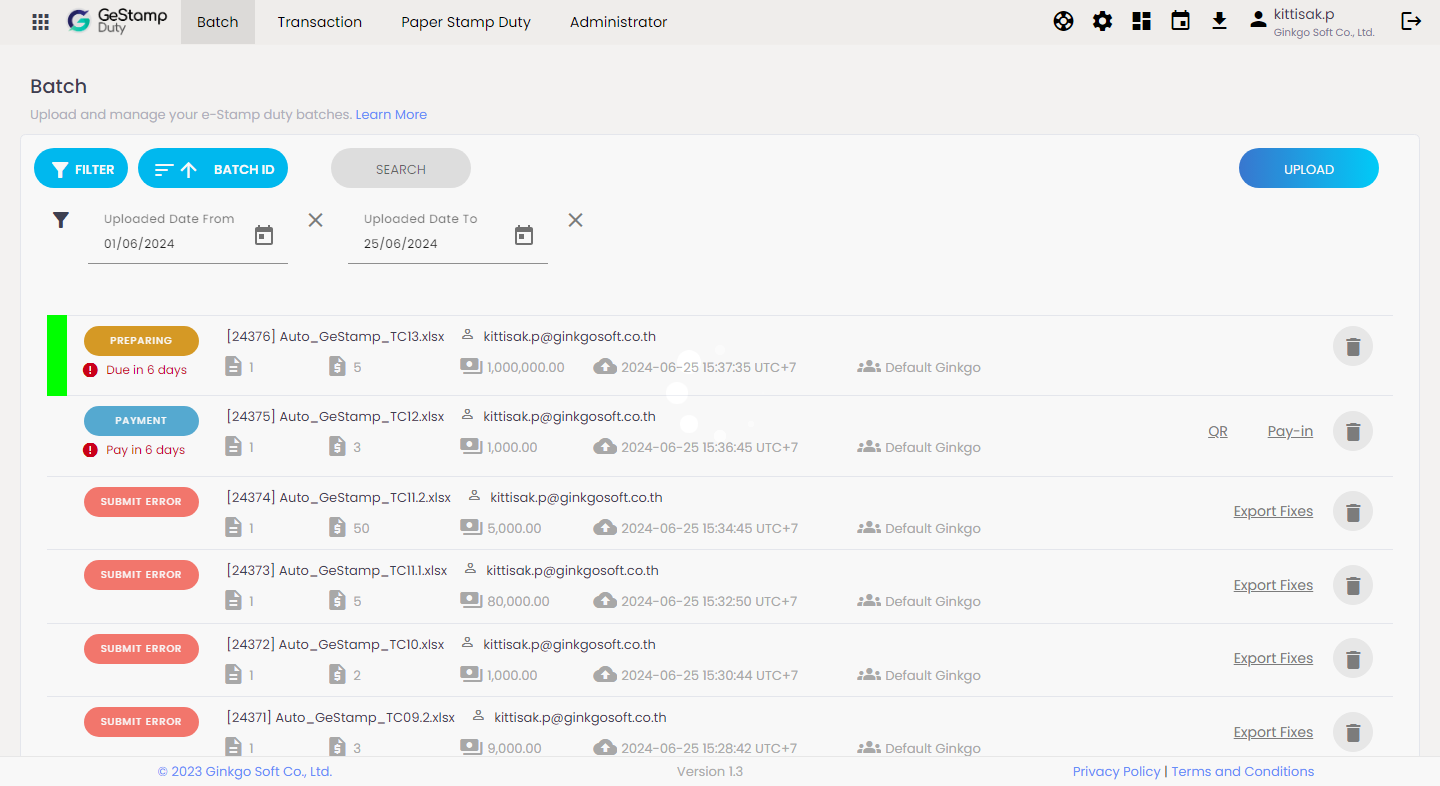 GeStamp Duty Batch Transaction Paper Stamp Duty Administrator kittisak.p
Ginkgo Soft Co., Ltd.
Batch
Upload and manage your e-Stamp duty batches. Learn More
FILTER BATCH ID SEARCH UPLOAD
Uploaded Date From Uploaded Date To
01/06/2024 25/06/2024
PREPARING [24376] Auto_GeStamp_TC13.xlsx kittisak.p@ginkgosoft.co.th
Due in 6 days 1 5 1,000,000.00 2024-06-25 15:37:35 UTC+7 Default Ginkgo
PAYMENT [24375] Auto_GeStamp_TC12.xlsx kittisak.p@ginkgosoft.co.th
QR Pay-in
Pay in 6 days 1 3 1,000.00 2024-06-25 15:36:45 UTC+7 Default Ginkgo
SUBMIT ERROR [24374] Auto_GeStamp_TC11.2.xlsx kittisak.p@ginkgosoft.co.th
Export Fixes
1 50 5,000.00 2024-06-25 15:34:45 UTC+7 Default Ginkgo
SUBMIT ERROR [24373] Auto_GeStamp_TC11.1.xlsx kittisak.p@ginkgosoft.co.th
Export Fixes
1 5 80,000.00 2024-06-25 15:32:50 UTC+7 Default Ginkgo
SUBMIT ERROR [24372] Auto_GeStamp_TC10.xlsx kittisak.p@ginkgosoft.co.th
Export Fixes
1 2 1,000.00 2024-06-25 15:30:44 UTC+7 Default Ginkgo
SUBMIT ERROR [24371] Auto_GeStamp_TC09.2.xlsx kittisak.p@ginkgosoft.co.th
Export Fixes
1 3 9,000.00 2024-06-25 15:28:42 UTC+7 Default Ginkgo
© 2023 Ginkgo Soft Co., Ltd. Version 1.3 Privacy Policy | Terms and Conditions